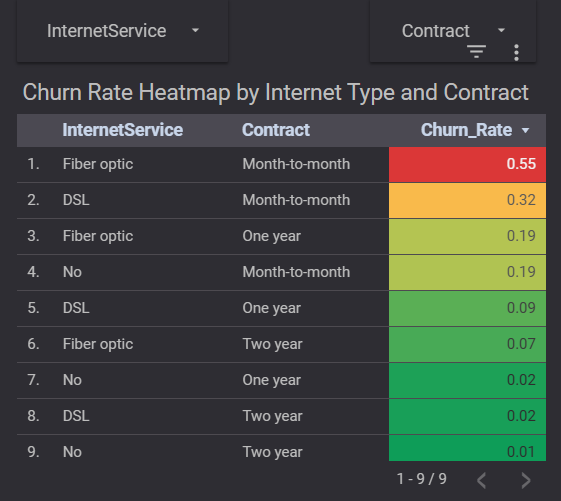 InternetService Contract
Churn Rate Heatmap by Internet Type and Contract
InternetService Contract Churn_Rate
1. Fiber optic Month-to-month 0.55
2. DSL Month-to-month 0.32
3. Fiber optic One year 0.19
4. No Month-to-month 0.19
5. DSL One year 0.09
6. Fiber optic Two year 0.07
7. No One year 0.02
8. DSL Two year 0.02
9. No Two year 0.01
1 - 9 / 9